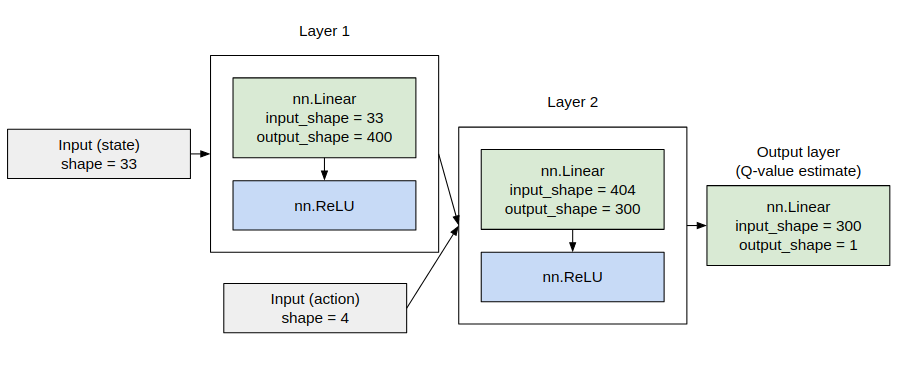 Layer 1
nn.Linear
input_shape = 33
output_shape = 400
nn.ReLU
Input (state)
shape = 33
Input (action)
shape = 4
Layer 2
nn.Linear
input_shape = 404
output_shape = 300
nn.ReLU
Output layer
(Q-value estimate)
nn.Linear
input_shape = 300
output_shape = 1